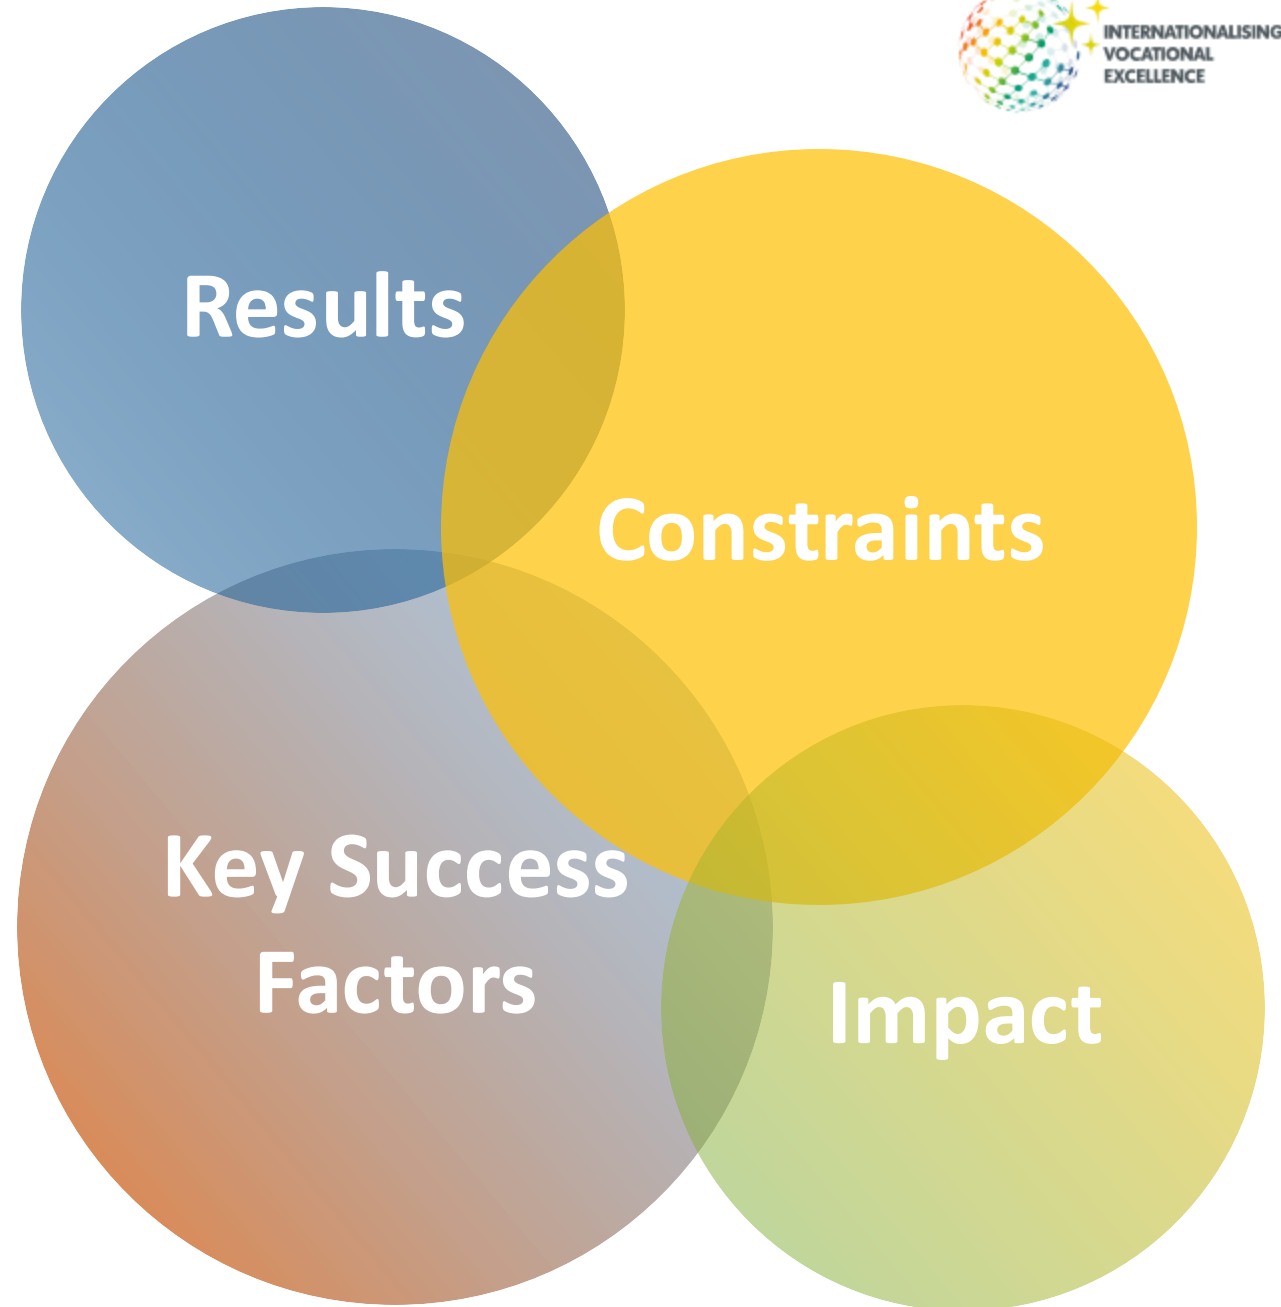 INTERNATIONALISING
VOCATIONAL
EXCELLENCE
Results
Constraints
Key Success
Factors
Impact